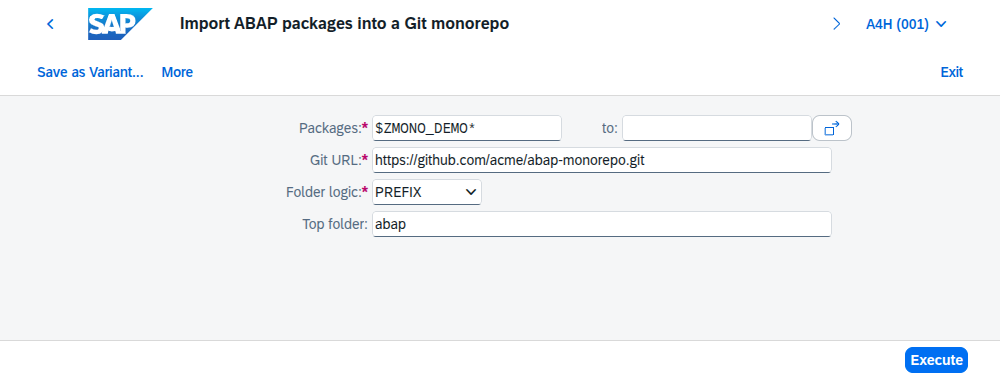 SAP Import ABAP packages into a Git monorepo A4H (001)
Save as Variant... More Exit
Packages:* $ZMONO_DEMO* to:
Git URL:* https://github.com/acme/abap-monorepo.git
Folder logic:* PREFIX
Top folder: abap
Execute